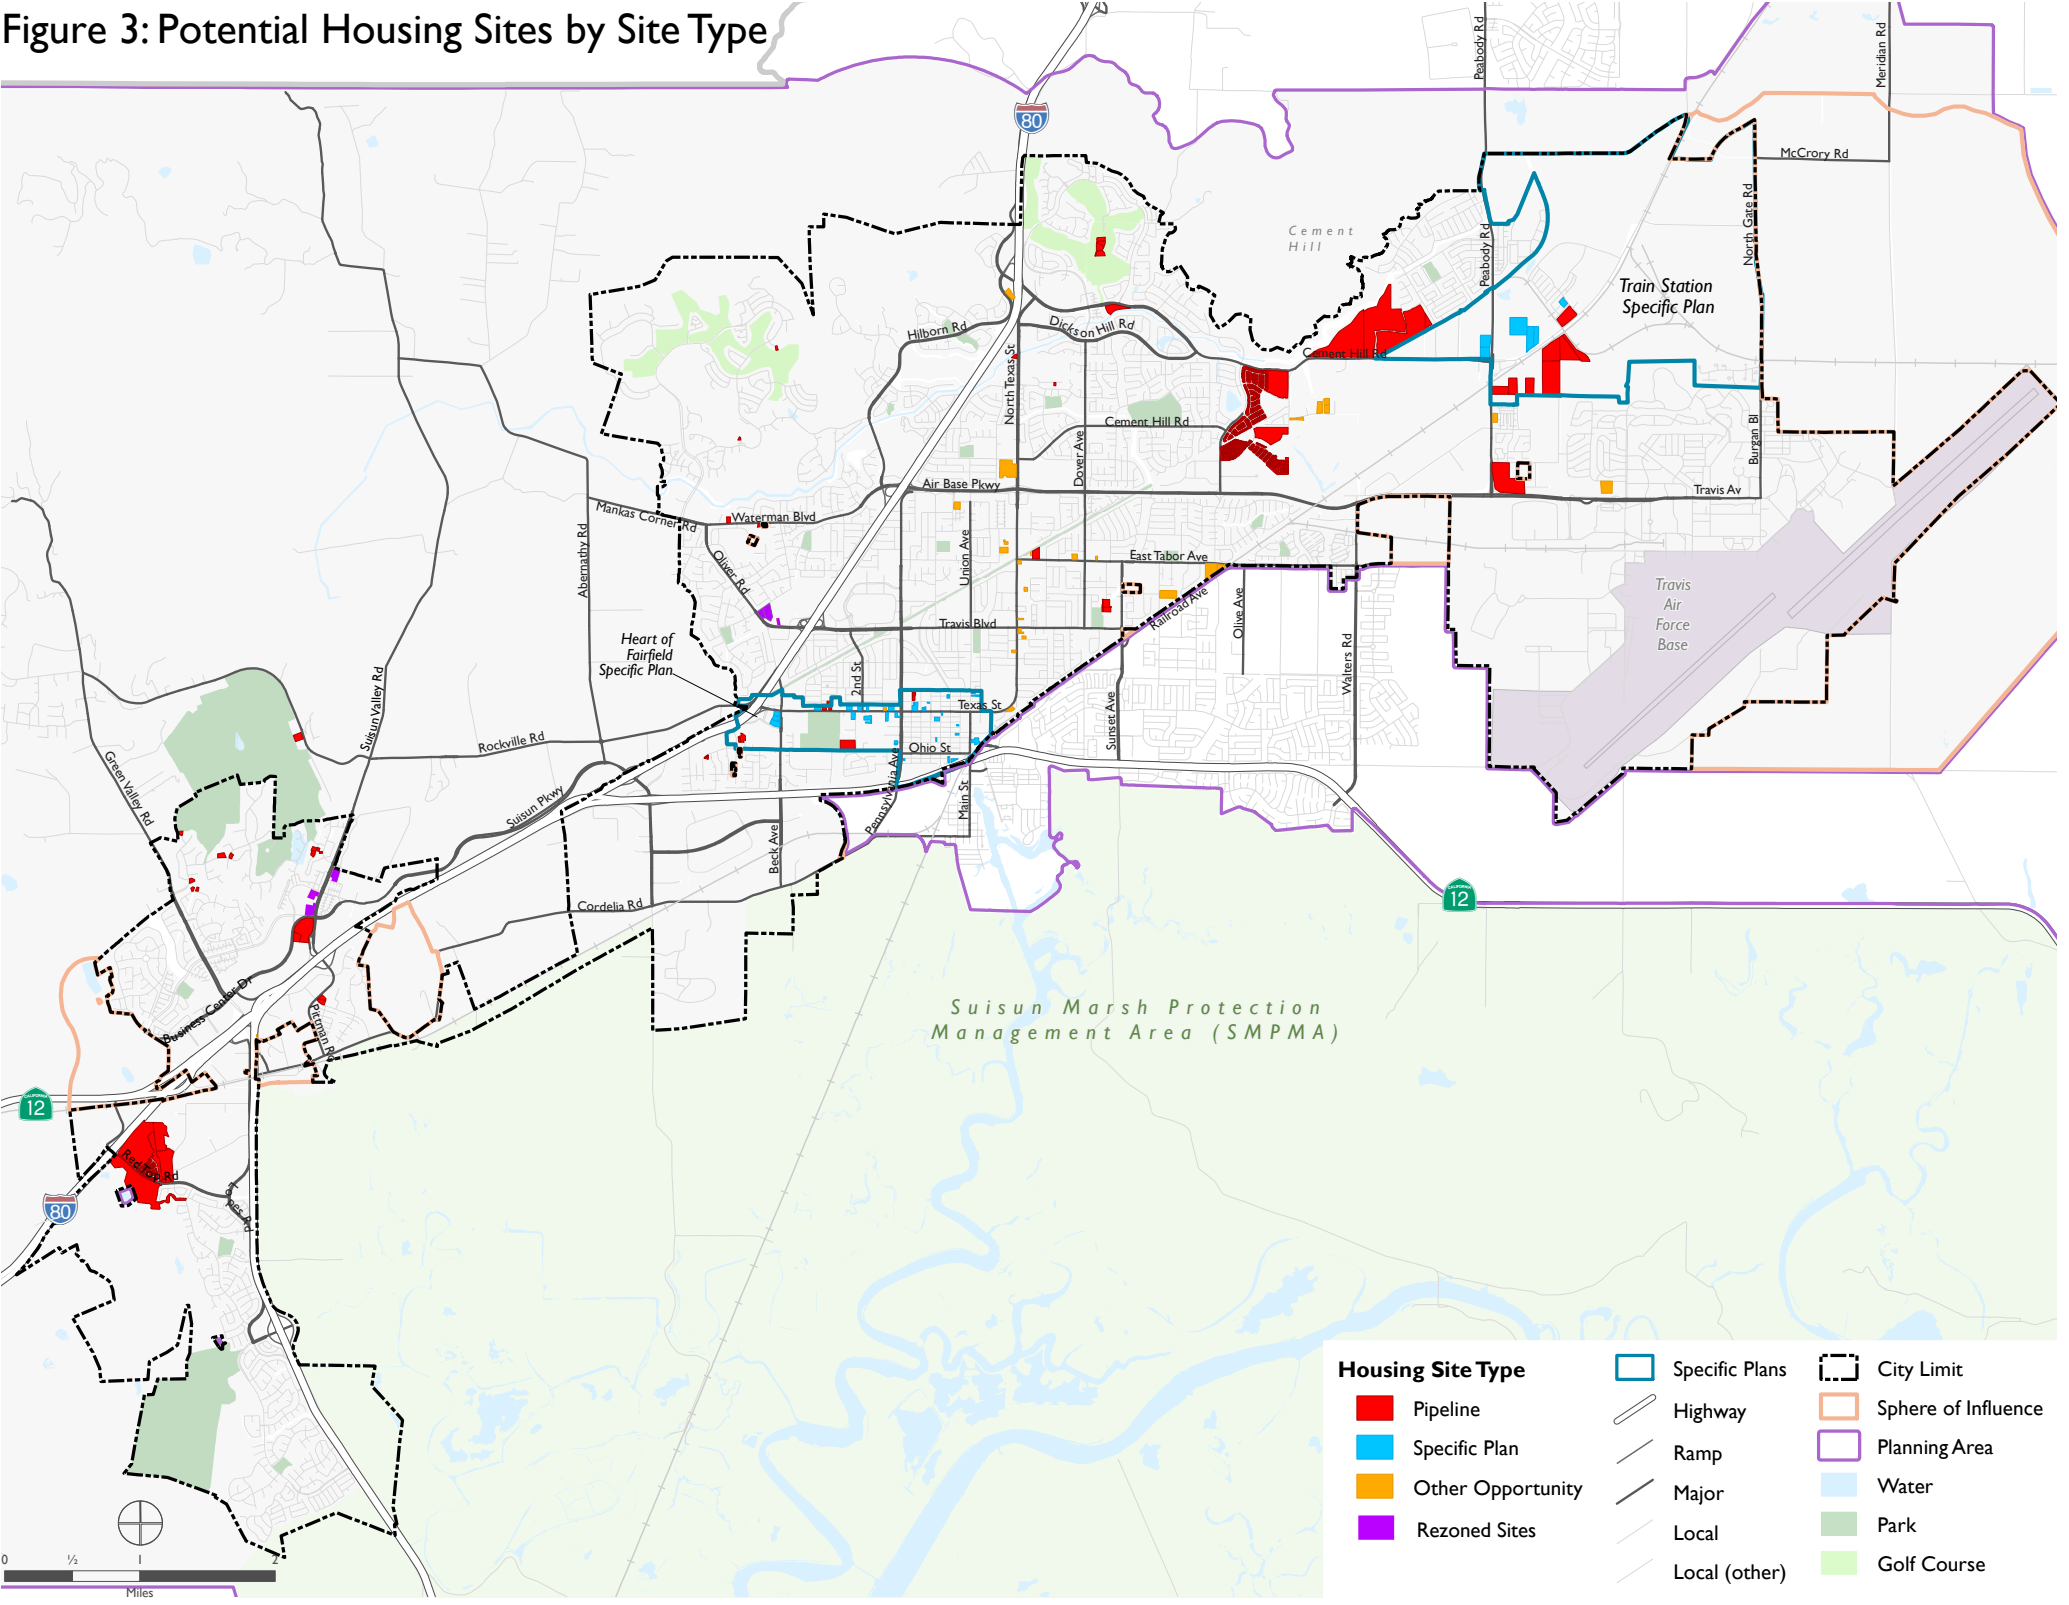 Figure 3: Potential Housing Sites by Site Type
Peabody Rd
Meridian Rd
80
McCrory Rd
North Gate Rd
Cement
Hill
Peabody Rd
Train Station
Specific Plan
Hilborn Rd
Dickson Hill Rd
North Texas St
Cement Hill Rd
Cement Hill Rd
Dover Ave
Burgan Bl
Air Base Pkwy
Travis Av
Mankas Corner Rd
Waterman Blvd
Abernathy Rd
Oliver Rd
Union Ave
East Tabor Ave
Railroad Ave
Olive Ave
Travis
Air
Force
Base
Travis Blvd
Heart of
Fairfield
Specific Plan
2nd St
Walters Rd
Suisun Valley Rd
Texas St
Sunset Ave
Rockville Rd
Ohio St
Green Valley Rd
Suisun Pkwy
Pennsylvania Ave
Main St
Beck Ave
Cordelia Rd
CALIFORNIA
12
Business Center Dr
Pittman Rd
Suisun Marsh Protection
Management Area (SMPMA)
CALIFORNIA
12
Red Top Rd
Lopes Rd
80
Housing Site Type
Pipeline
Specific Plan
Other Opportunity
Rezoned Sites
Specific Plans
Highway
Ramp
Major
Local
Local (other)
City Limit
Sphere of Influence
Planning Area
Water
Park
Golf Course
0 ½ 1 2
Miles